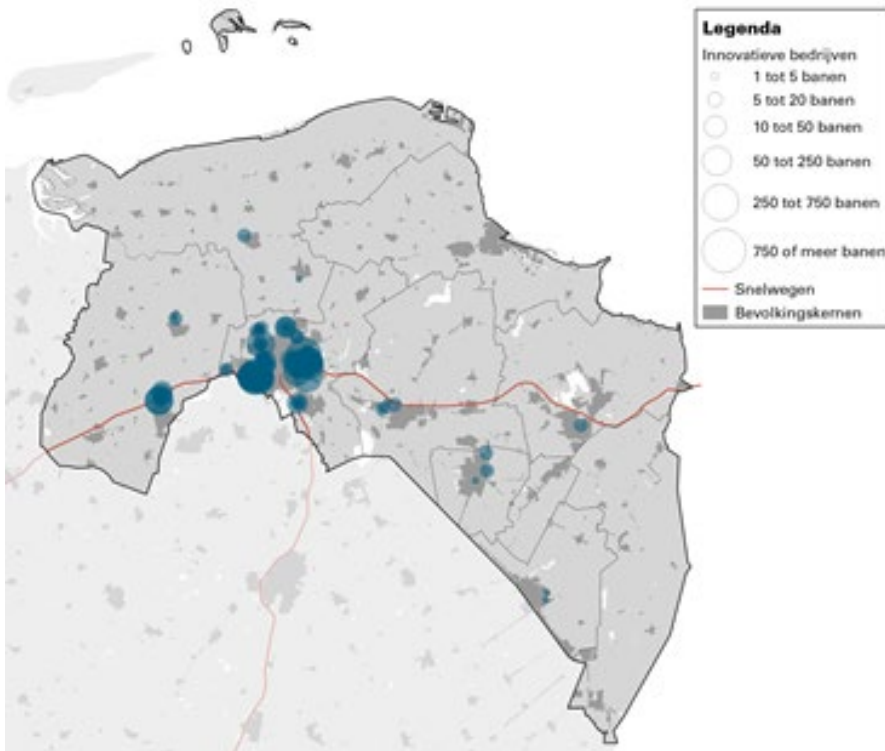 Legenda
Innovatieve bedrijven
1 tot 5 banen
5 tot 20 banen
10 tot 50 banen
50 tot 250 banen
250 tot 750 banen
750 of meer banen
Snelwegen
Bevolkingskernen